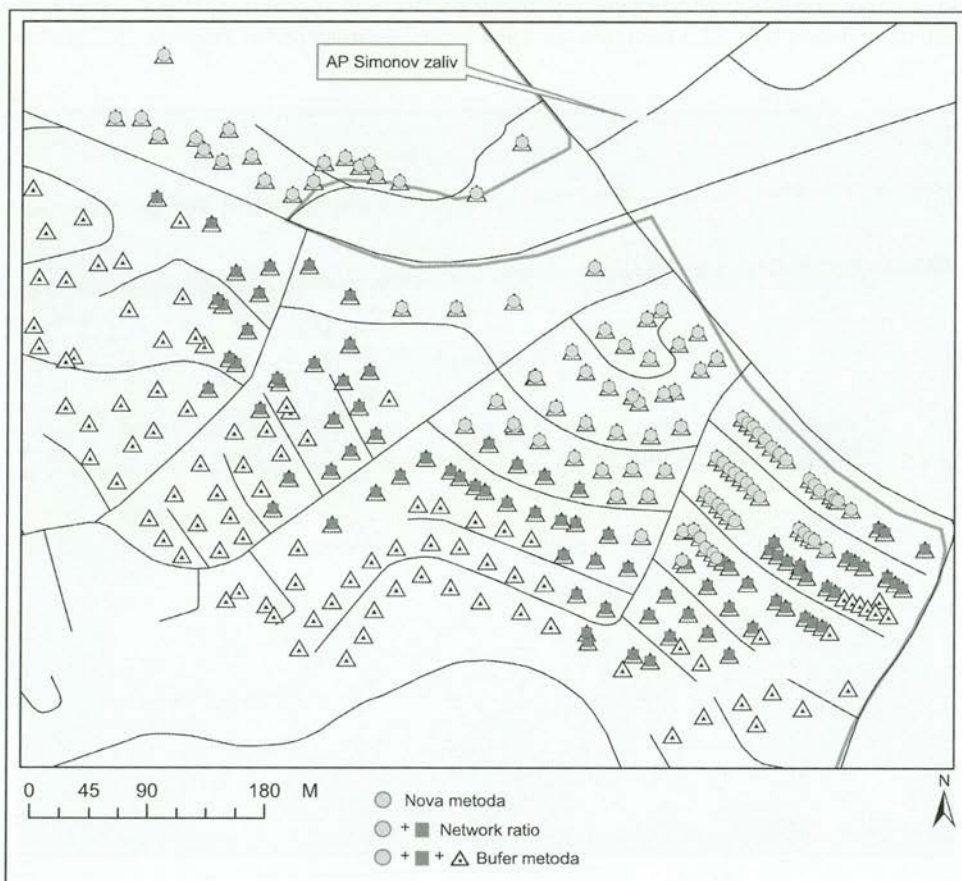 AP Simonov zaliv
0 45 90 180 M
N
Nova metoda
+ Network ratio
+ + Bufer metoda